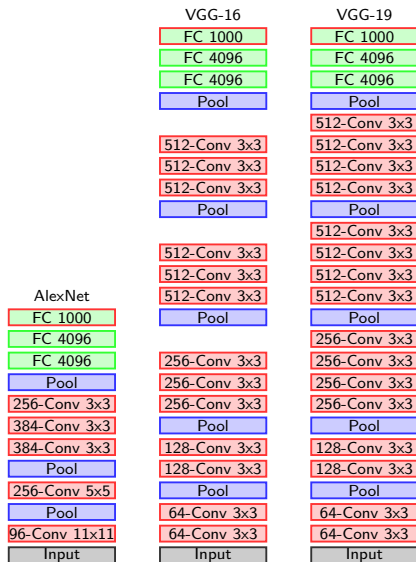 VGG-16
FC 1000
FC 4096
FC 4096
Pool
512-Conv 3x3
512-Conv 3x3
512-Conv 3x3
Pool
512-Conv 3x3
512-Conv 3x3
512-Conv 3x3
Pool
256-Conv 3x3
256-Conv 3x3
256-Conv 3x3
Pool
128-Conv 3x3
128-Conv 3x3
Pool
64-Conv 3x3
64-Conv 3x3
Input
VGG-19
FC 1000
FC 4096
FC 4096
Pool
512-Conv 3x3
512-Conv 3x3
512-Conv 3x3
512-Conv 3x3
Pool
512-Conv 3x3
512-Conv 3x3
512-Conv 3x3
512-Conv 3x3
Pool
256-Conv 3x3
256-Conv 3x3
256-Conv 3x3
256-Conv 3x3
Pool
128-Conv 3x3
128-Conv 3x3
Pool
64-Conv 3x3
64-Conv 3x3
Input
AlexNet
FC 1000
FC 4096
FC 4096
Pool
256-Conv 3x3
384-Conv 3x3
384-Conv 3x3
Pool
256-Conv 5x5
Pool
96-Conv 11x11
Input